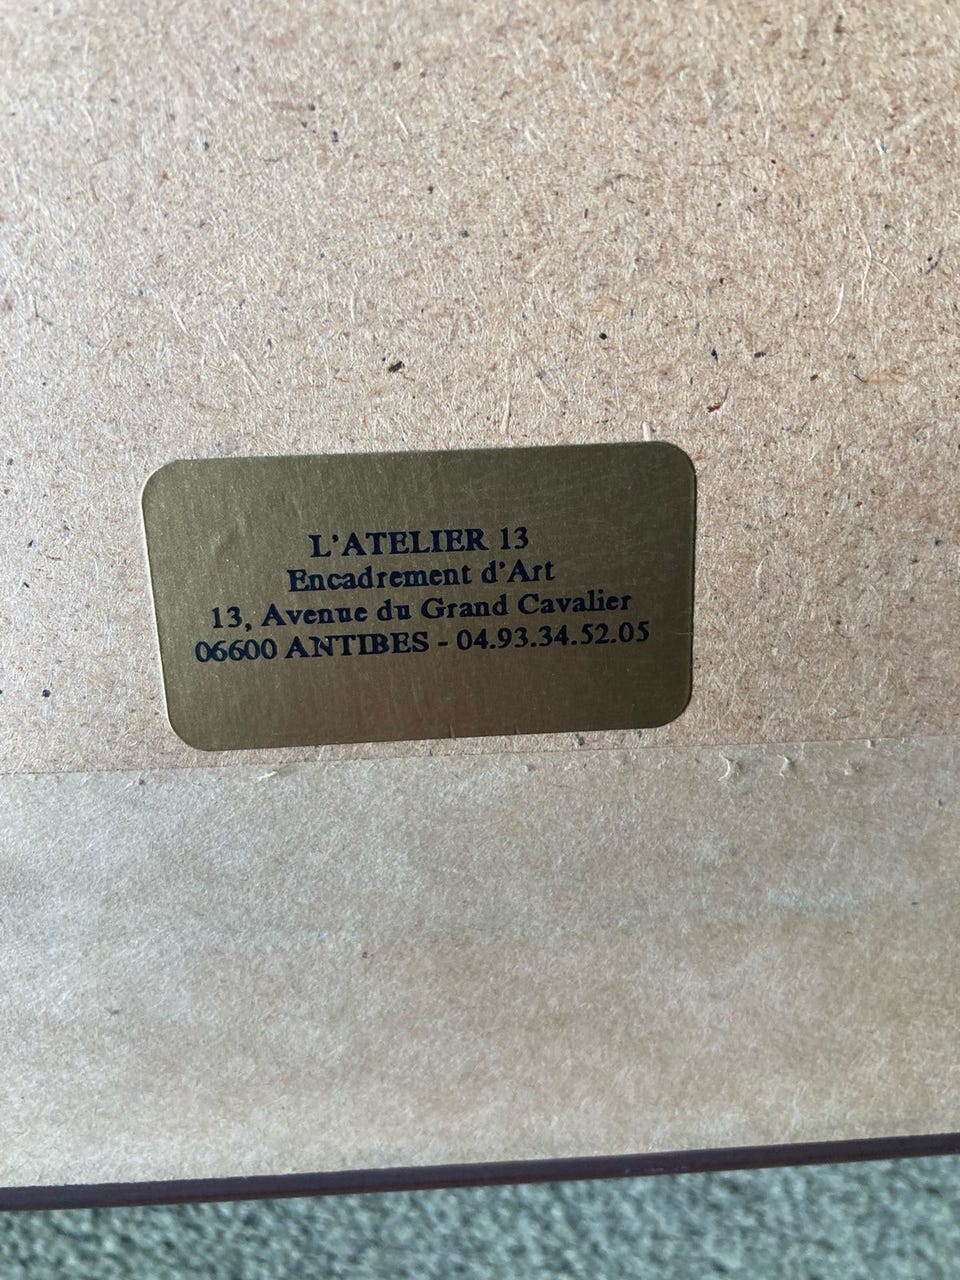 L'ATELIER 13
Encadrement d'Art
13, Avenue du Grand Cavalier
06600 ANTIBES - 04.93.34.52.05